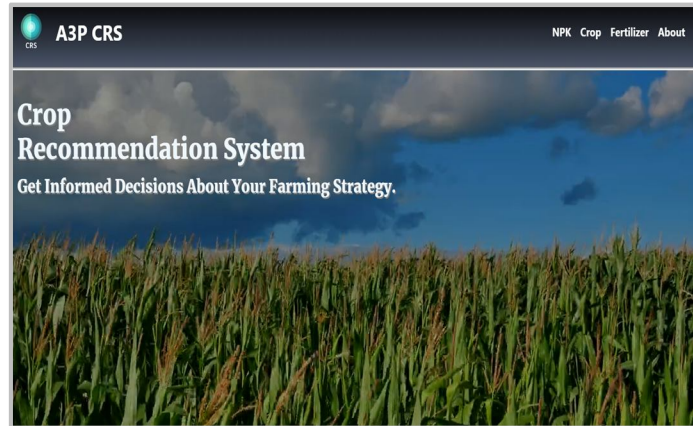 CRS
A3P CRS
NPK Crop Fertilizer About
Crop
Recommendation System
Get Informed Decisions About Your Farming Strategy.